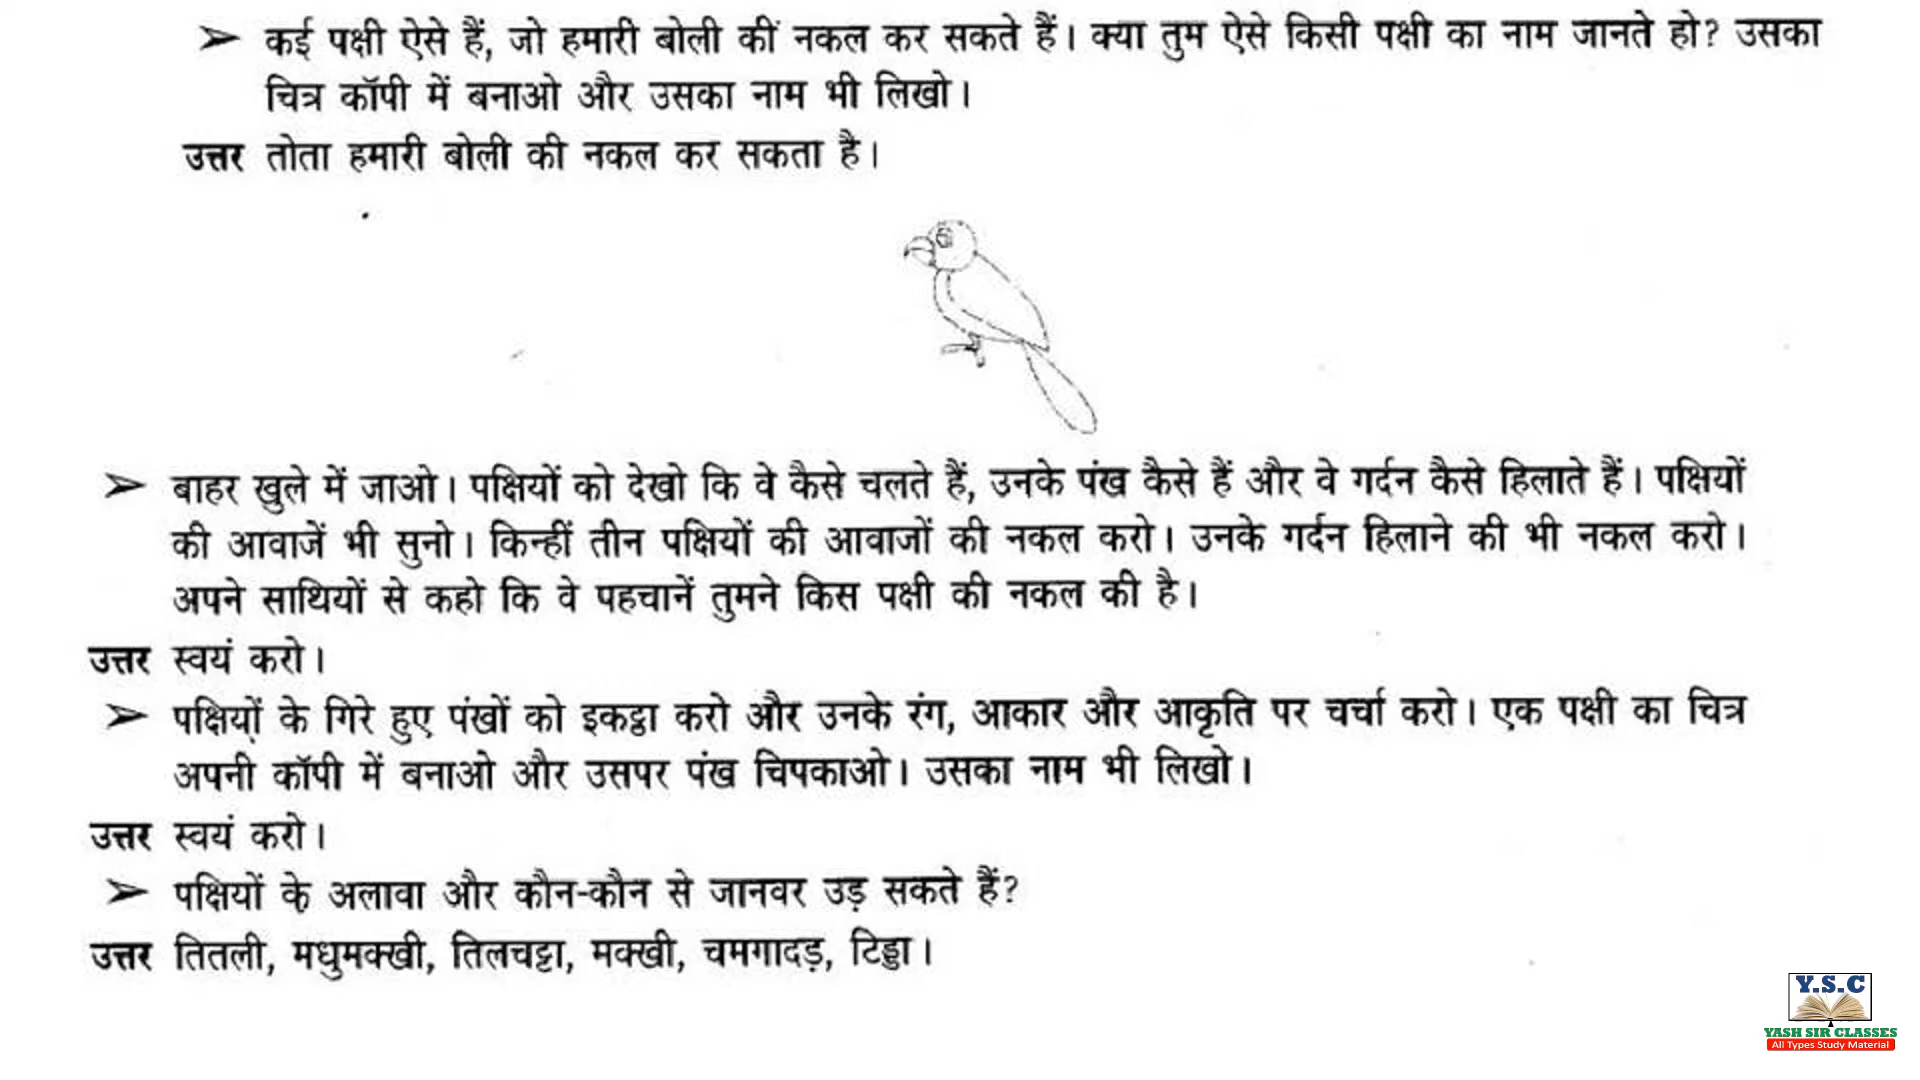 ➢ कई पक्षी ऐसे हैं, जो हमारी बोली की नकल कर सकते हैं। क्या तुम ऐसे किसी पक्षी का नाम जानते हो? उसका
चित्र कॉपी में बनाओ और उसका नाम भी लिखो।
उत्तर तोता हमारी बोली की नकल कर सकता है।
➢ बाहर खुले में जाओ। पक्षियों को देखो कि वे कैसे चलते हैं, उनके पंख कैसे हैं और वे गर्दन कैसे हिलाते हैं। पक्षियों
की आवाजें भी सुनो। किन्हीं तीन पक्षियों की आवाजों की नकल करो। उनके गर्दन हिलाने की भी नकल करो।
अपने साथियों से कहो कि वे पहचानें तुमने किस पक्षी की नकल की है।
उत्तर स्वयं करो।
➢ पक्षियों के गिरे हुए पंखों को इकट्ठा करो और उनके रंग, आकार और आकृति पर चर्चा करो। एक पक्षी का चित्र
अपनी कॉपी में बनाओ और उसपर पंख चिपकाओ। उसका नाम भी लिखो।
उत्तर स्वयं करो।
➢ पक्षियों के अलावा और कौन-कौन से जानवर उड़ सकते हैं?
उत्तर तितली, मधुमक्खी, तिलचट्टा, मक्खी, चमगादड़, टिड्डा।
Y.S.C
YASH SIR CLASSES
All Types Study Material